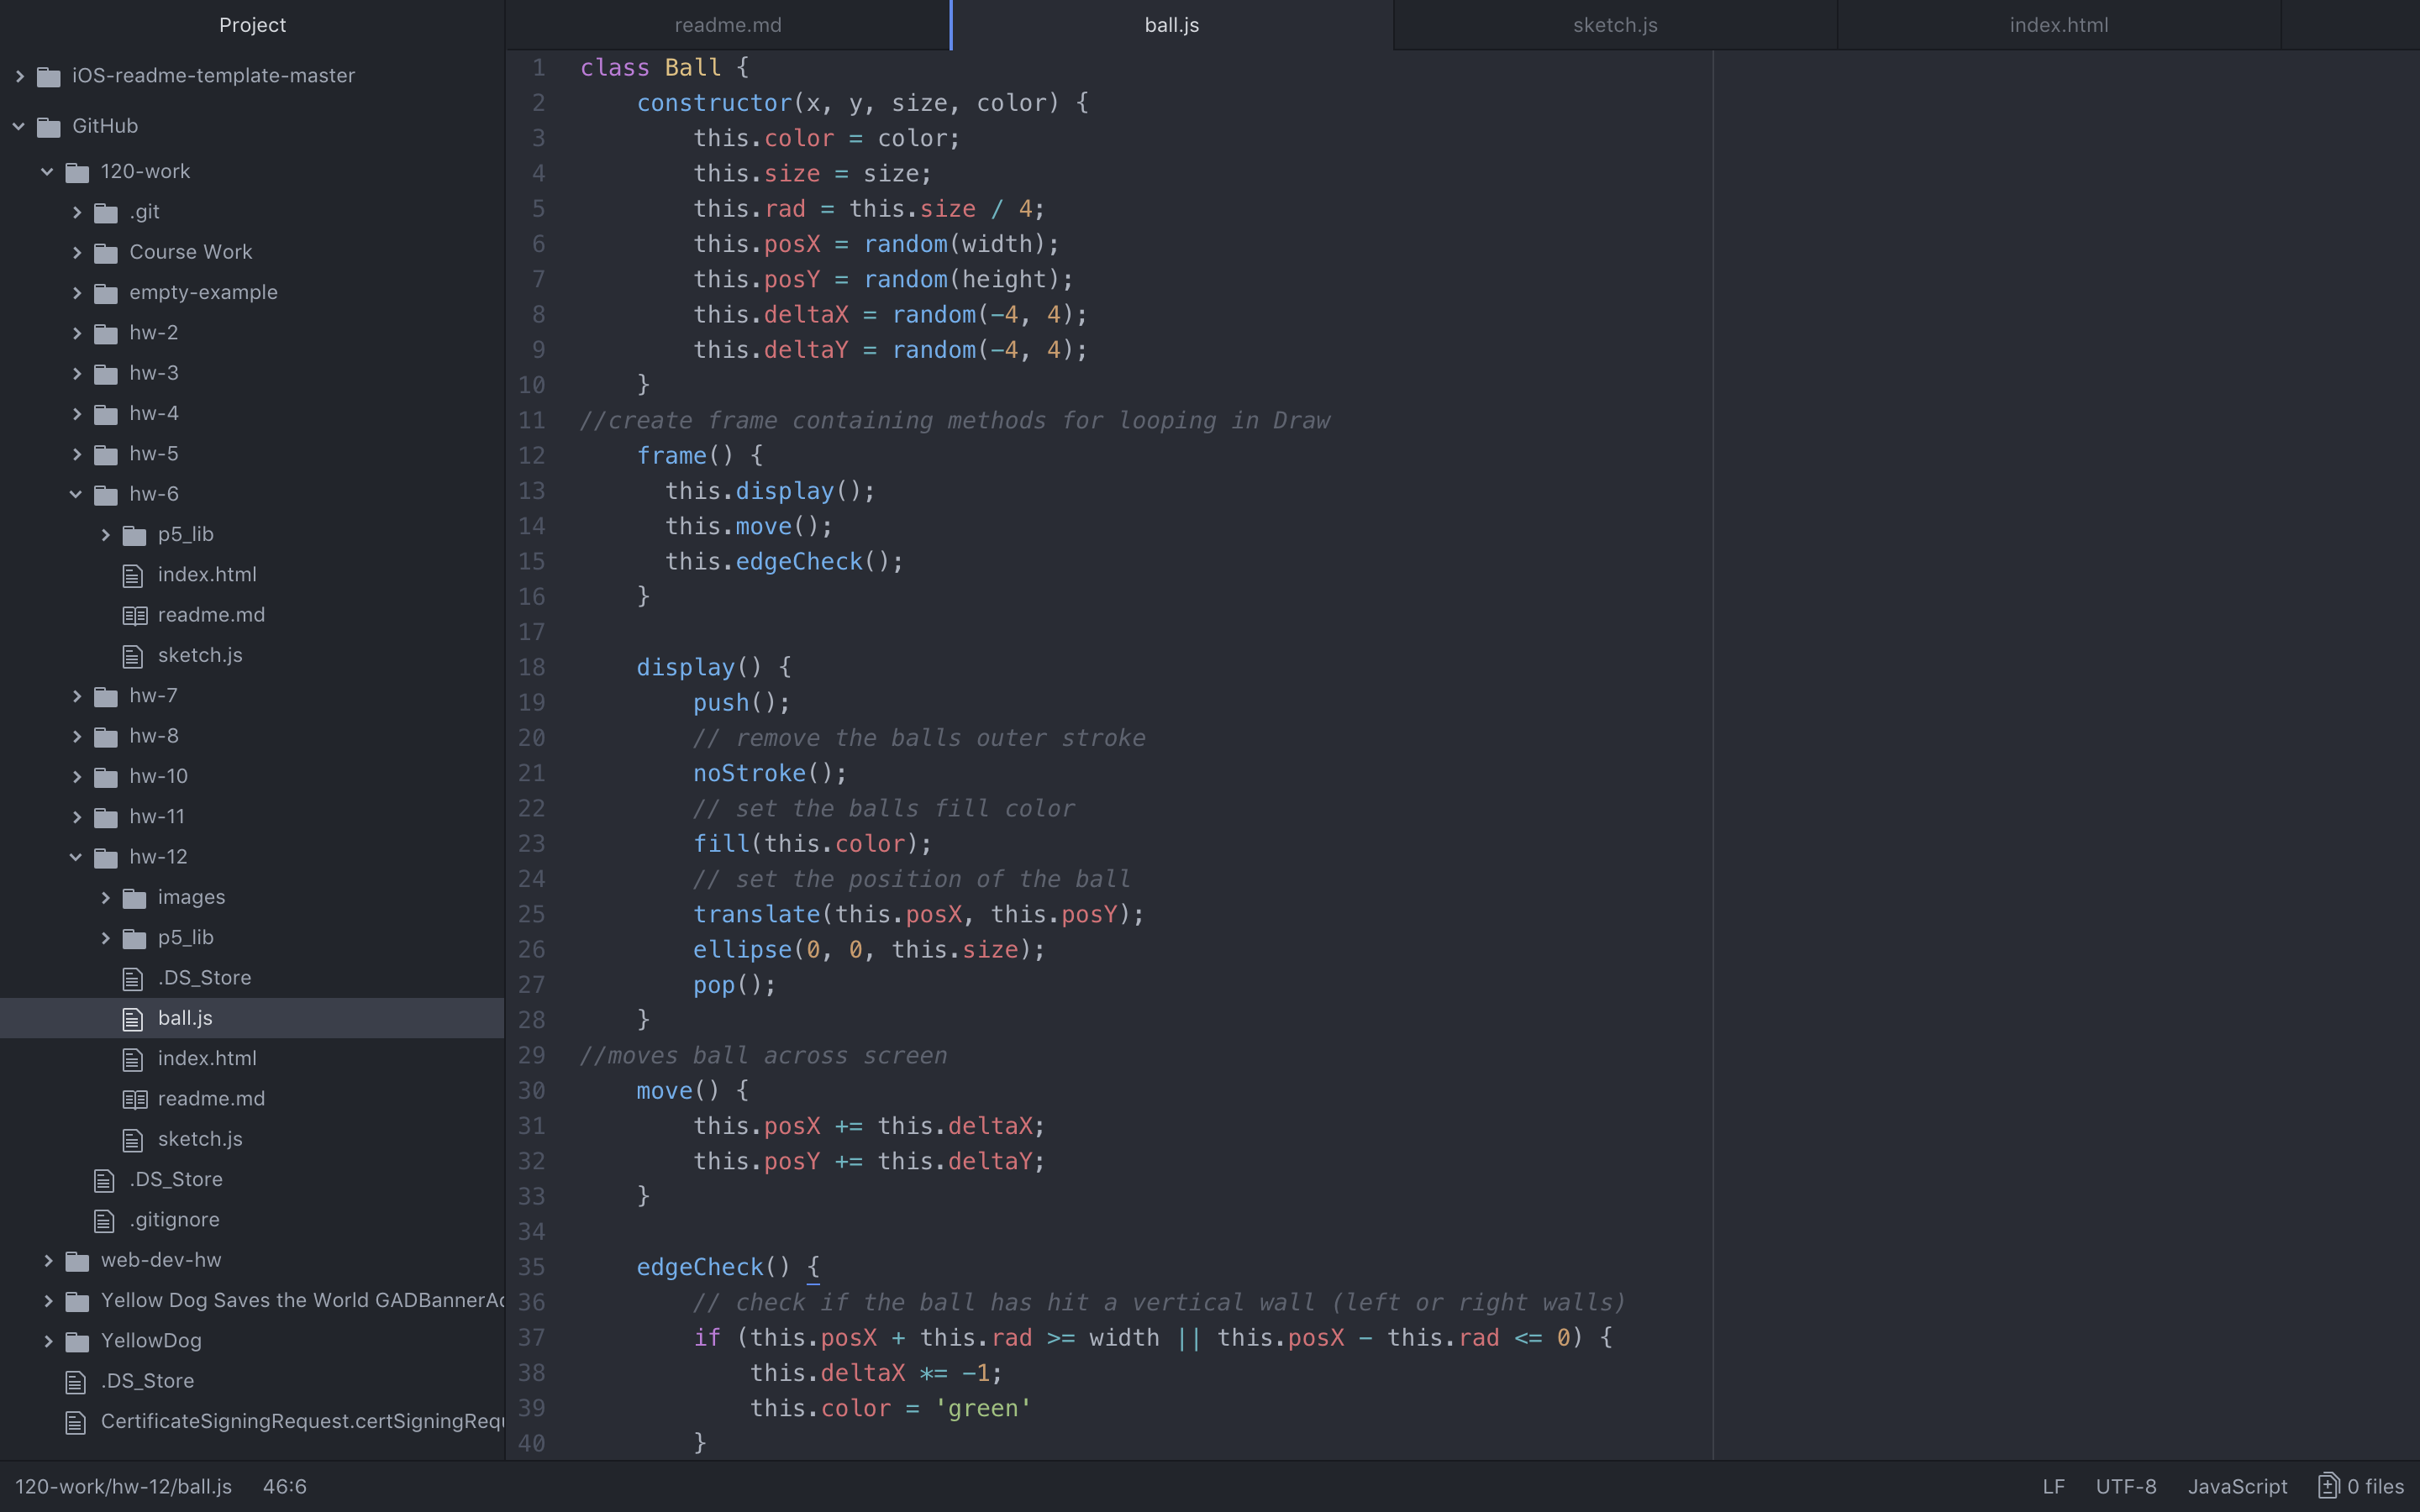 Project
iOS-readme-template-master
GitHub
120-work
.git
Course Work
empty-example
hw-2
hw-3
hw-4
hw-5
hw-6
p5_lib
index.html
readme.md
sketch.js
hw-7
hw-8
hw-10
hw-11
hw-12
images
p5_lib
.DS_Store
ball.js
index.html
readme.md
sketch.js
.DS_Store
.gitignore
web-dev-hw
Yellow Dog Saves the World GADBannerAd
YellowDog
.DS_Store
CertificateSigningRequest.certSigningRequ
readme.md ball.js sketch.js index.html
1 class Ball {
2     constructor(x, y, size, color) {
3         this.color = color;
4         this.size = size;
5         this.rad = this.size / 4;
6         this.posX = random(width);
7         this.posY = random(height);
8         this.deltaX = random(-4, 4);
9         this.deltaY = random(-4, 4);
10     }
11 //create frame containing methods for looping in Draw
12     frame() {
13       this.display();
14       this.move();
15       this.edgeCheck();
16     }
17
18     display() {
19         push();
20         // remove the balls outer stroke
21         noStroke();
22         // set the balls fill color
23         fill(this.color);
24         // set the position of the ball
25         translate(this.posX, this.posY);
26         ellipse(0, 0, this.size);
27         pop();
28     }
29 //moves ball across screen
30     move() {
31         this.posX += this.deltaX;
32         this.posY += this.deltaY;
33     }
34
35     edgeCheck() {
36         // check if the ball has hit a vertical wall (left or right walls)
37         if (this.posX + this.rad >= width || this.posX - this.rad <= 0) {
38             this.deltaX *= -1;
39             this.color = 'green'
40         }
120-work/hw-12/ball.js 46:6 LF UTF-8 JavaScript 0 files